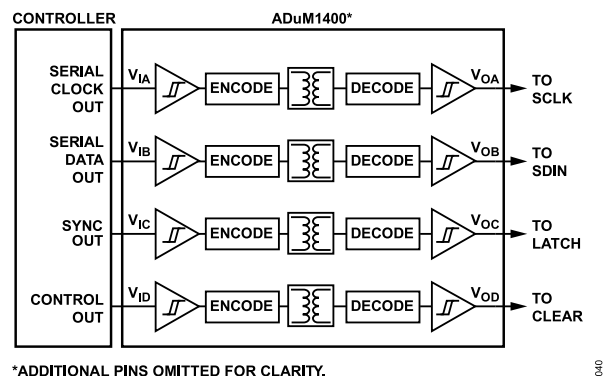 CONTROLLER
ADuM1400*
SERIAL
CLOCK
OUT
VIA
ENCODE
DECODE
VOA
TO
SCLK
SERIAL
DATA
OUT
VIB
ENCODE
DECODE
VOB
TO
SDIN
SYNC
OUT
VIC
ENCODE
DECODE
VOC
TO
LATCH
CONTROL
OUT
VID
ENCODE
DECODE
VOD
TO
CLEAR
*ADDITIONAL PINS OMITTED FOR CLARITY.
040